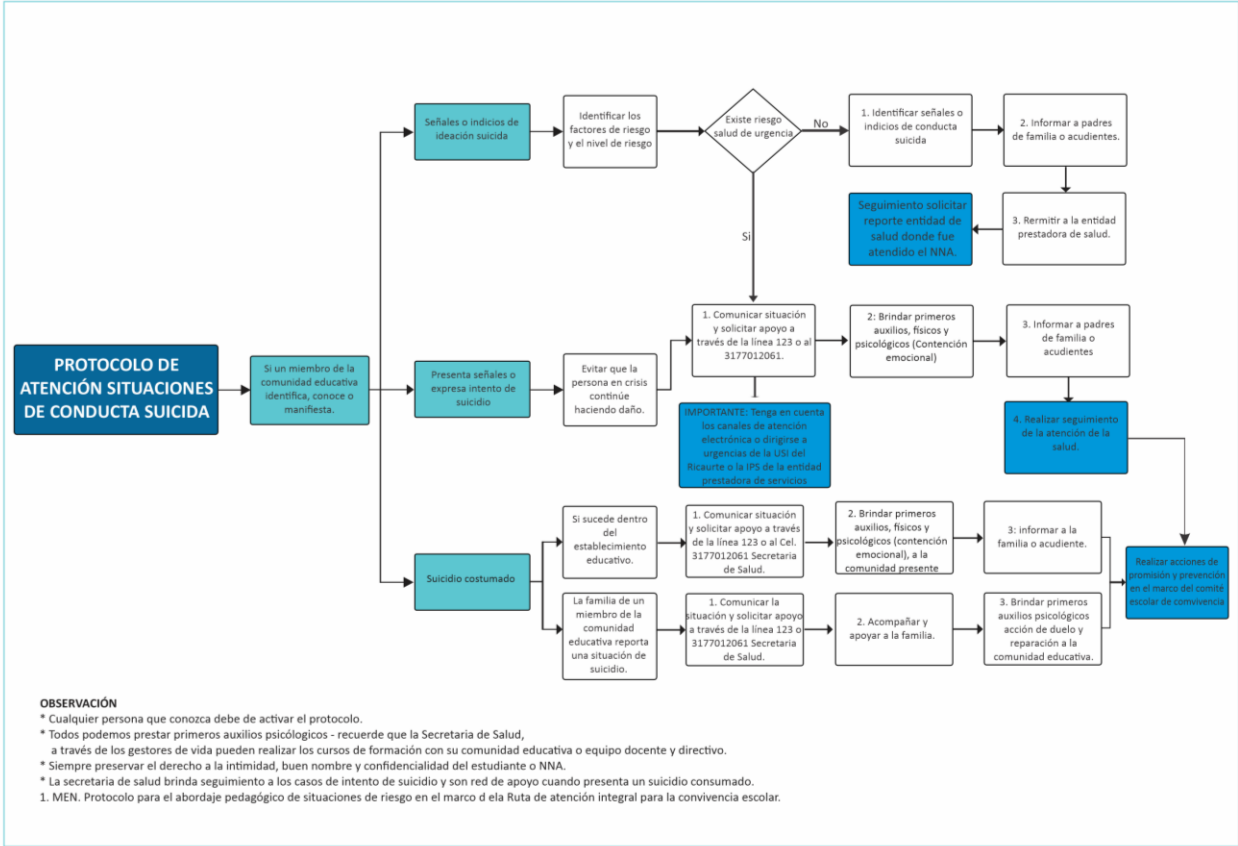 PROTOCOLO DE
ATENCIÓN SITUACIONES
DE CONDUCTA SUICIDA
Si un miembro de la
comunidad educativa
identifica, conoce o
manifiesta.
Señales o indicios de
ideación suicida
Identificar los
factores de riesgo
y el nivel de riesgo
Existe riesgo
salud de urgencia
No
1. Identificar señales o
indicios de conducta
suicida
2. Informar a padres
de familia o acudientes.
3. Rermitir a la entidad
prestadora de salud.
Seguimiento solicitar
reporte entidad de
salud donde fue
atendido el NNA.
Si
Presenta señales o
expresa intento de
suicidio
Evitar que la
persona en crisis
continúe
haciendo daño.
1. Comunicar situación
y solicitar apoyo a
través de la línea 123 o al
3177012061.
2: Brindar primeros
auxilios, físicos y
psicológicos (Contención
emocional)
3. Informar a padres
de familia o
acudientes
IMPORTANTE: Tenga en cuenta
los canales de atención
electrónica o dirigirse a
urgencias de la USI del
Ricaurte o la IPS de la entidad
prestadora de servicios
4. Realizar seguimiento
de la atención de la
salud.
Suicidio costumado
Si sucede dentro
del
establecimiento
educativo.
1. Comunicar situación
y solicitar apoyo a través
de la línea 123 o al Cel.
3177012061 Secretaria
de Salud.
2. Brindar primeros
auxilios, físicos y
psicológicos (contención
emocional), a la
comunidad presente
3: informar a la
familia o acudiente.
La familia de un
miembro de la
comunidad
educativa reporta
una situación de
suicidio.
1. Comunicar la
situación y solicitar apoyo
a través de la línea 123 o
3177012061 Secretaria
de Salud.
2. Acompañar y
apoyar a la familia.
3. Brindar primeros
auxilios psicológicos
acción de duelo y
reparación a la
comunidad educativa.
Realizar acciones de
promisión y prevención
en el marco del comité
escolar de comvivencia
OBSERVACIÓN
* Cualquier persona que conozca debe de activar el protocolo.
* Todos podemos prestar primeros auxilios psicólogicos - recuerde que la Secretaria de Salud,
a través de los gestores de vida pueden realizar los cursos de formación con su comunidad educativa o equipo docente y directivo.
* Siempre preservar el derecho a la intimidad, buen nombre y confidencialidad del estudiante o NNA.
* La secretaria de salud brinda seguimiento a los casos de intento de suicidio y son red de apoyo cuando presenta un suicidio consumado.
1. MEN. Protocolo para el abordaje pedagógico de situaciones de riesgo en el marco d ela Ruta de atención integral para la convivencia escolar.